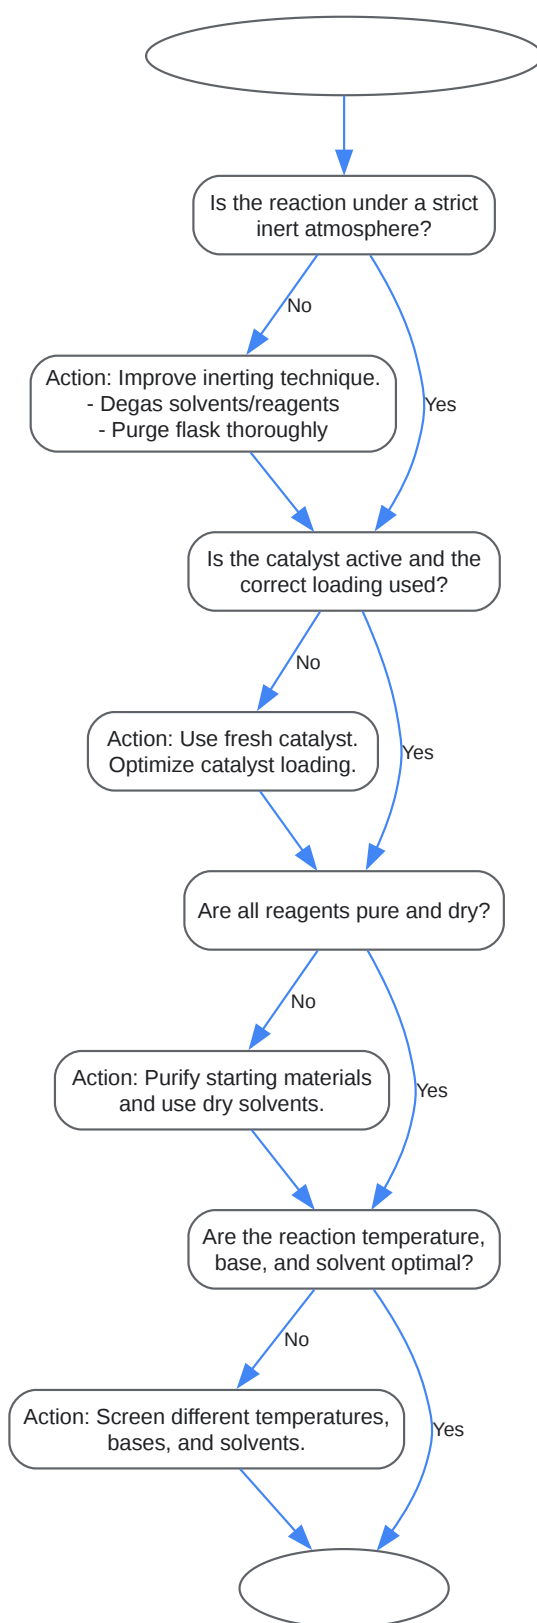 Is the reaction under a strict
inert atmosphere?
No
Action: Improve inerting technique.
- Degas solvents/reagents
- Purge flask thoroughly
Yes
Is the catalyst active and the
correct loading used?
No
Action: Use fresh catalyst.
Optimize catalyst loading.
Yes
Are all reagents pure and dry?
No
Action: Purify starting materials
and use dry solvents.
Yes
Are the reaction temperature,
base, and solvent optimal?
No
Action: Screen different temperatures,
bases, and solvents.
Yes